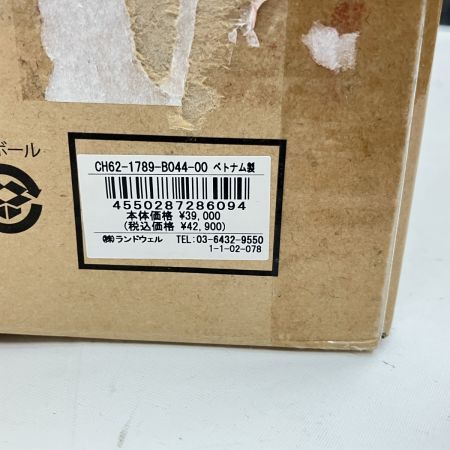 ボール
CH62-1789-B044-00 ベトナム製
4550287286094
本体価格 ¥39,000
(税込価格 ¥42,900)
㈱ランドウェル TEL:03-6432-9550
1-1-02-078